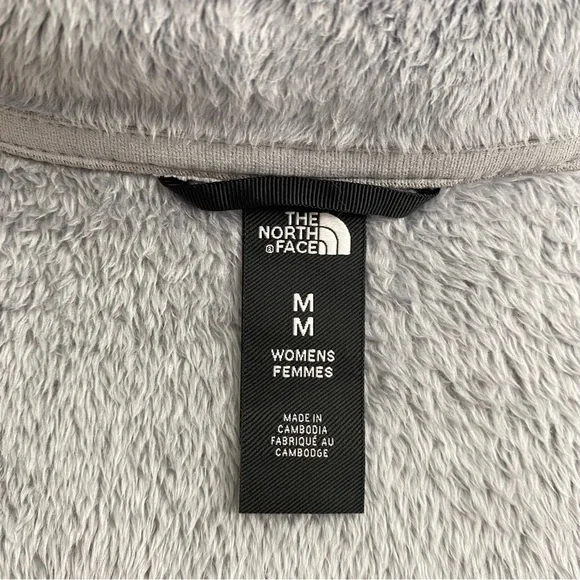 THE
NORTH
® FACE
M
M
WOMENS
FEMMES
MADE IN
CAMBODIA
FABRIQUÉ AU
CAMBODGE